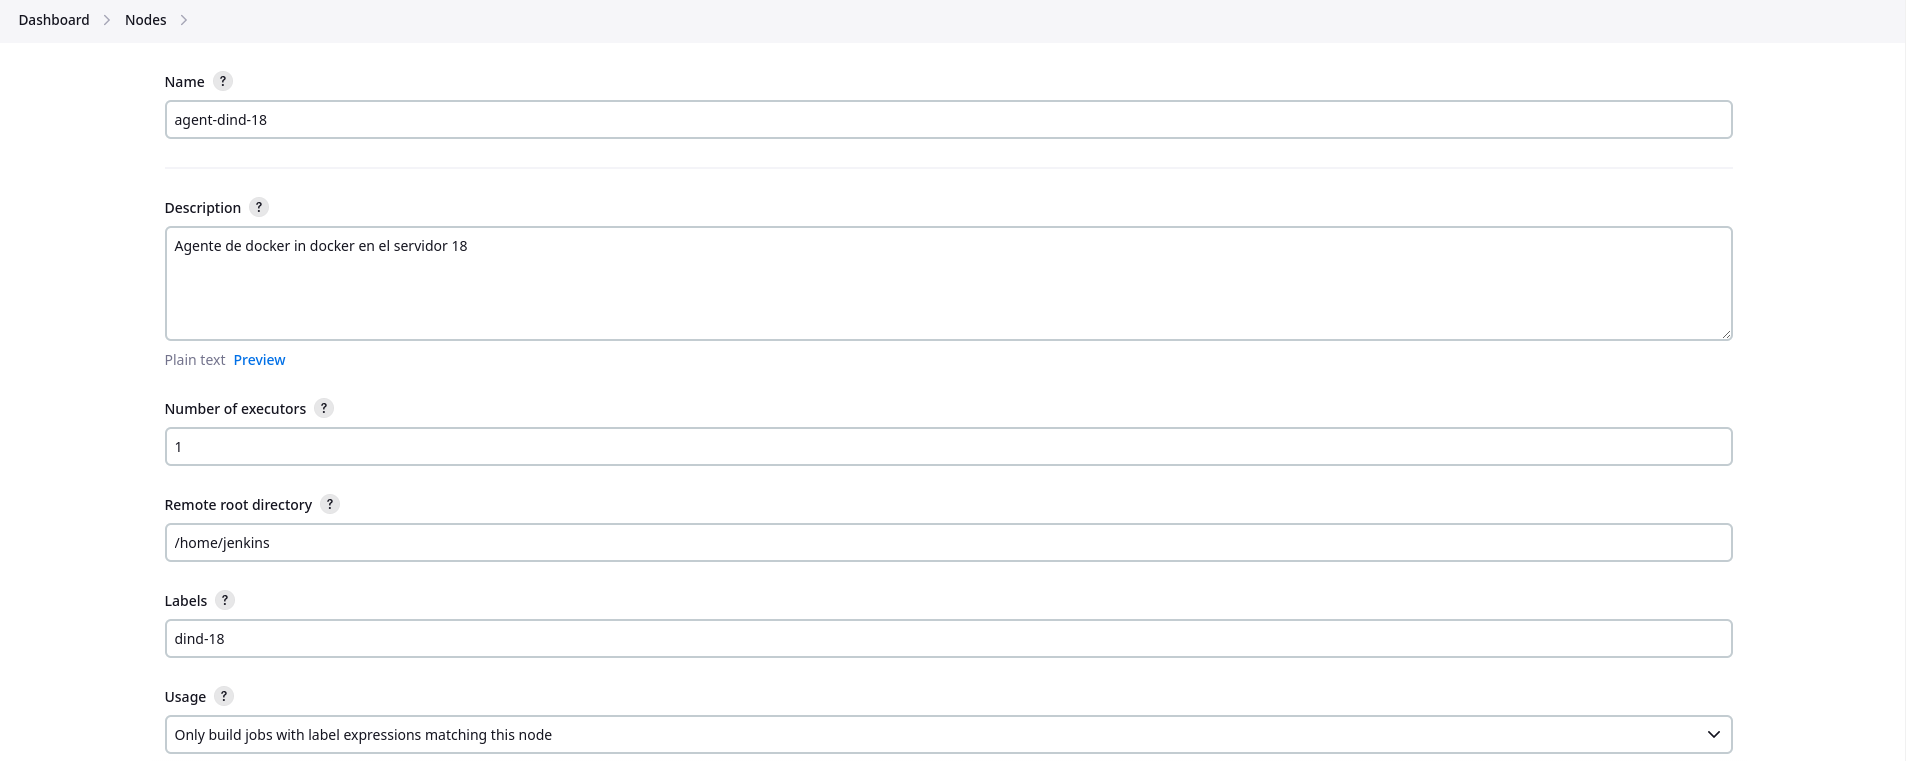 Dashboard > Nodes >
Name ?
agent-dind-18
Description ?
Agente de docker in docker en el servidor 18
Plain text Preview
Number of executors ?
1
Remote root directory ?
/home/jenkins
Labels ?
dind-18
Usage ?
Only build jobs with label expressions matching this node